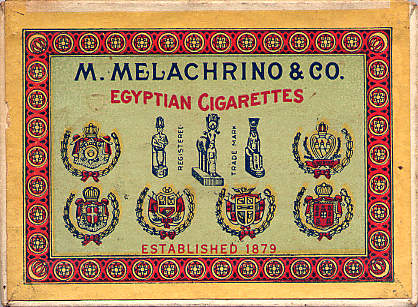 M. MELACHRINO & CO.
EGYPTIAN CIGARETTES
REGISTERED
TRADE MARK
ESTABLISHED 1879